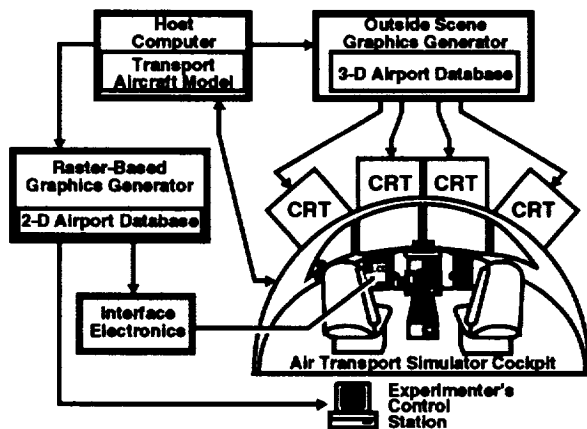 Host
Computer
Transport
Aircraft Model
Outside Scene
Graphics Generator
3-D Airport Database
Raster-Based
Graphics Generator
2-D Airport Database
CRT
CRT
CRT
CRT
Interface
Electronics
Air Transport Simulator Cockpit
Experimenter's
Control
Station